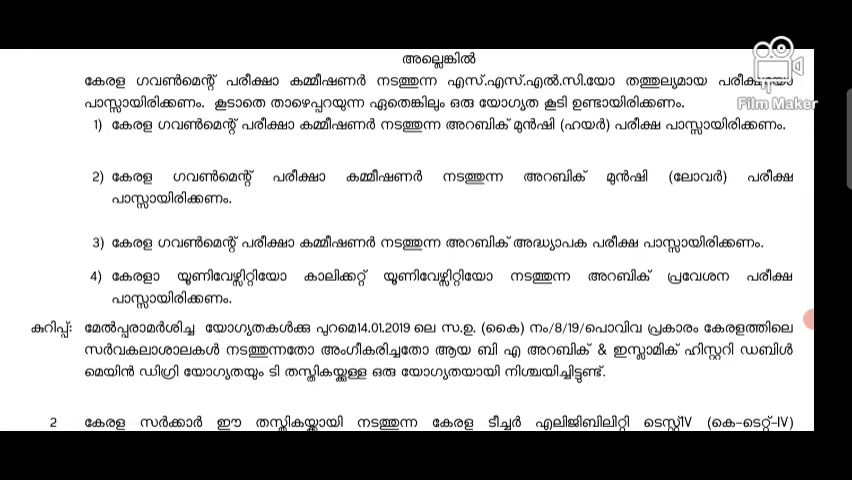 അല്ലെങ്കിൽ
കേരള ഗവൺമെന്റ് പരീക്ഷാ കമ്മീഷണർ നടത്തുന്ന എസ്.എസ്.എൽ.സി.യോ തത്തുല്യമായ പരീക്ഷയോ
പാസ്സായിരിക്കണം. കൂടാതെ താഴെപ്പറയുന്ന ഏതെങ്കിലും ഒരു യോഗ്യത കൂടി ഉണ്ടായിരിക്കണം.
Film Maker
1) കേരള ഗവൺമെന്റ് പരീക്ഷാ കമ്മീഷണർ നടത്തുന്ന അറബിക് മുൻഷി (ഹയർ) പരീക്ഷ പാസ്സായിരിക്കണം.
2) കേരള ഗവൺമെന്റ് പരീക്ഷാ കമ്മീഷണർ നടത്തുന്ന അറബിക് മുൻഷി (ലോവർ) പരീക്ഷ
പാസ്സായിരിക്കണം.
3) കേരള ഗവൺമെന്റ് പരീക്ഷാ കമ്മീഷണർ നടത്തുന്ന അറബിക് അദ്ധ്യാപക പരീക്ഷ പാസ്സായിരിക്കണം.
4) കേരളാ യൂണിവേഴ്സിറ്റിയോ കാലിക്കറ്റ് യൂണിവേഴ്സിറ്റിയോ നടത്തുന്ന അറബിക് പ്രവേശന പരീക്ഷ
പാസ്സായിരിക്കണം.
കുറിപ്പ്: മേൽപ്പരാമർശിച്ച യോഗ്യതകൾക്കു പുറമെ14.01.2019 ലെ സ.ഉ. (കൈ) നം/8/19/പൊവിവ പ്രകാരം കേരളത്തിലെ
സർവകലാശാലകൾ നടത്തുന്നതോ അംഗീകരിച്ചതോ ആയ ബി എ അറബിക് & ഇസ്ലാമിക് ഹിസ്റ്ററി ഡബിൾ
മെയിൻ ഡിഗ്രി യോഗ്യതയും ടി തസ്തികയ്ക്കുള്ള ഒരു യോഗ്യതയായി നിശ്ചയിച്ചിട്ടുണ്ട്.
2 കേരള സർക്കാർ ഈ തസ്തികയ്ക്കായി നടത്തുന്ന കേരള ടീച്ചർ എലിജിബിലിറ്റി ടെസ്റ്റ്IV (കെ-ടെറ്റ്-IV)